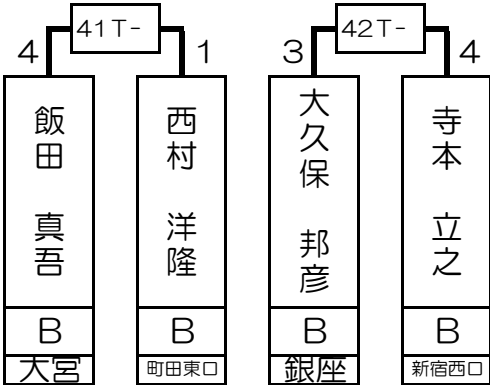 41T-
42T-
4
1
3
4
飯田 真吾
西村 洋隆
大久保 邦彦
寺本 立之
B
B
B
B
大宮
町田東口
銀座
新宿西口